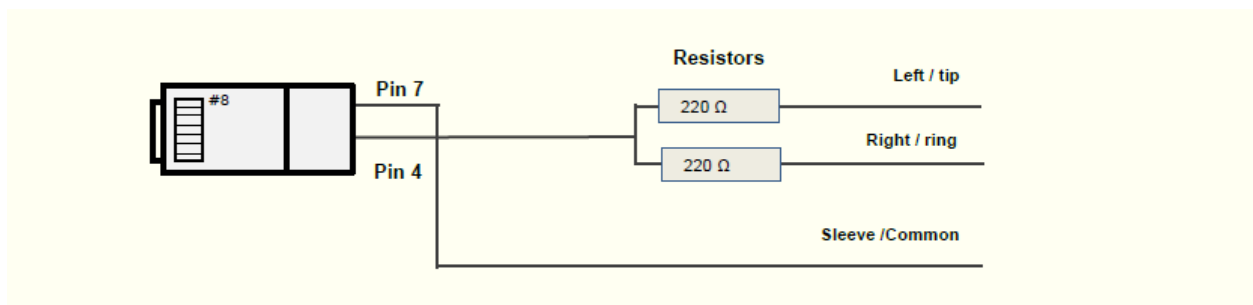 Resistors
Left / tip
#8
Pin 7
220 Ω
Right / ring
220 Ω
Pin 4
Sleeve /Common